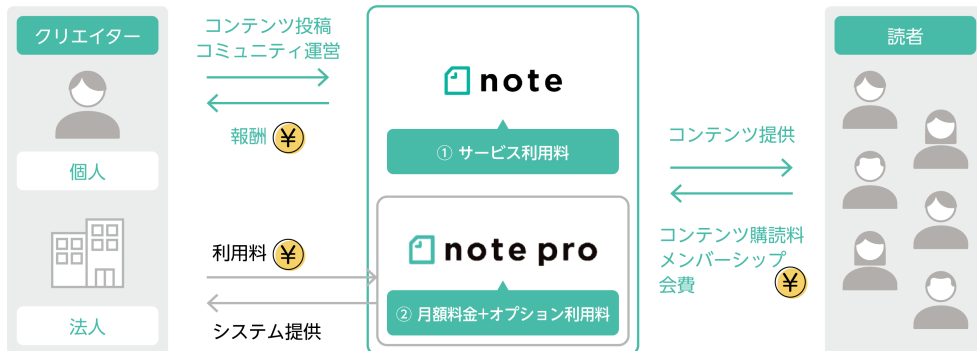 クリエイター
個人
法人
コンテンツ投稿
コミュニティ運営
報酬 ¥
利用料 ¥
システム提供
note
① サービス利用料
note pro
② 月額料金+オプション利用料
コンテンツ提供
コンテンツ購読料
メンバーシップ
会費 ¥
読者